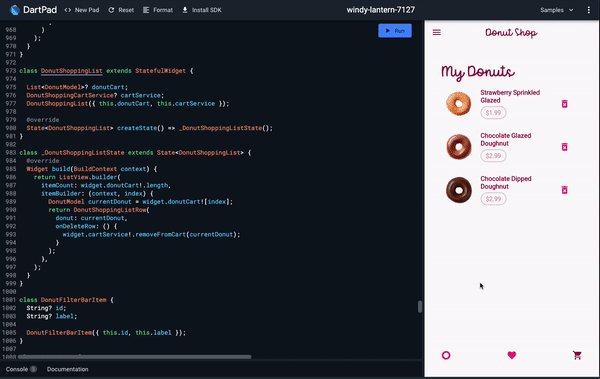 DartPad
New Pad
Reset
Format
Install SDK
windy-lantern-7127
Samples
Run
968 }
969 );
970 }
971 }
972
973 class DonutShoppingList extends StatefulWidget {
974
975 List<DonutModel>? donutCart;
976 DonutShoppingCartService? cartService;
977 DonutShoppingList({ this.donutCart, this.cartService });
978
979 @override
980 State<DonutShoppingList> createState() => _DonutShoppingListState();
981 }
982
983 class _DonutShoppingListState extends State<DonutShoppingList> {
984 @override
985 Widget build(BuildContext context) {
986 return ListView.builder(
987 itemCount: widget.donutCart!.length,
988 itemBuilder: (context, index) {
989 DonutModel currentDonut = widget.donutCart![index];
990 return DonutShoppingListRow(
991 donut: currentDonut,
992 onDeleteRow: () {
993 widget.cartService!.removeFromCart(currentDonut);
994 }
995 );
996 },
997 );
998 }
999 }
1000
1001 class DonutFilterBarItem {
1002 String? id;
1003 String? label;
1004
1005 DonutFilterBarItem({ this.id, this.label });
1006 }
1007
Console
Documentation
Donut Shop
My Donuts
Strawberry Sprinkled
Glazed
$1.99
Chocolate Glazed
Doughnut
$2.99
Chocolate Dipped
Doughnut
$2.99